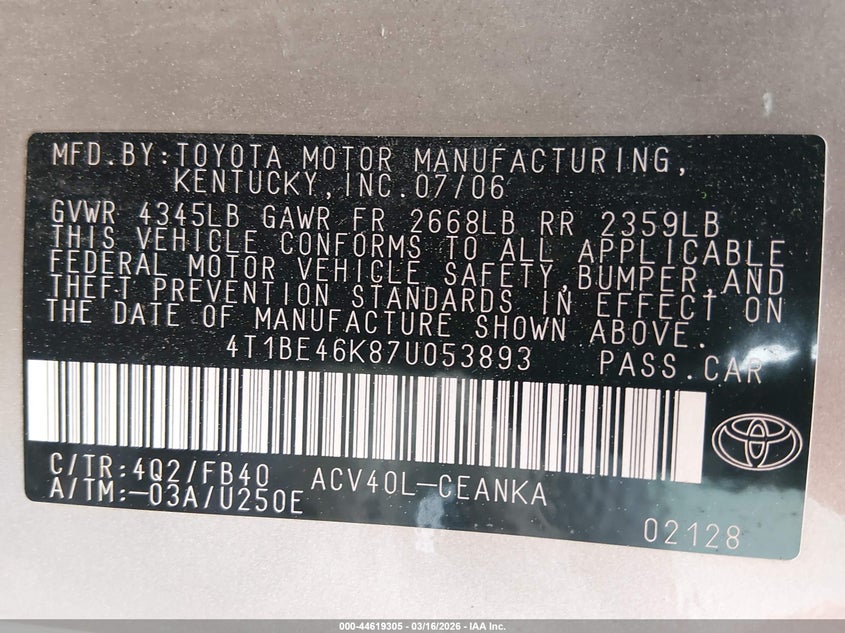 MFD.BY:TOYOTA MOTOR MANUFACTURING,
KENTUCKY,INC.07/06
GVWR 4345LB GAWR FR 2668LB RR 2359LB
THIS VEHICLE CONFORMS TO ALL APPLICABLE
FEDERAL MOTOR VEHICLE SAFETY,BUMPER,AND
THEFT PREVENTION STANDARDS IN EFFECT ON
THE DATE OF MANUFACTURE SHOWN ABOVE.
4T1BE46K87U053893 PASS.CAR
C/TR:4Q2/FB40 ACV40L-CEANKA
A/TM:-03A/U250E
02128
000-44619305 - 03/16/2026 - IAA Inc.